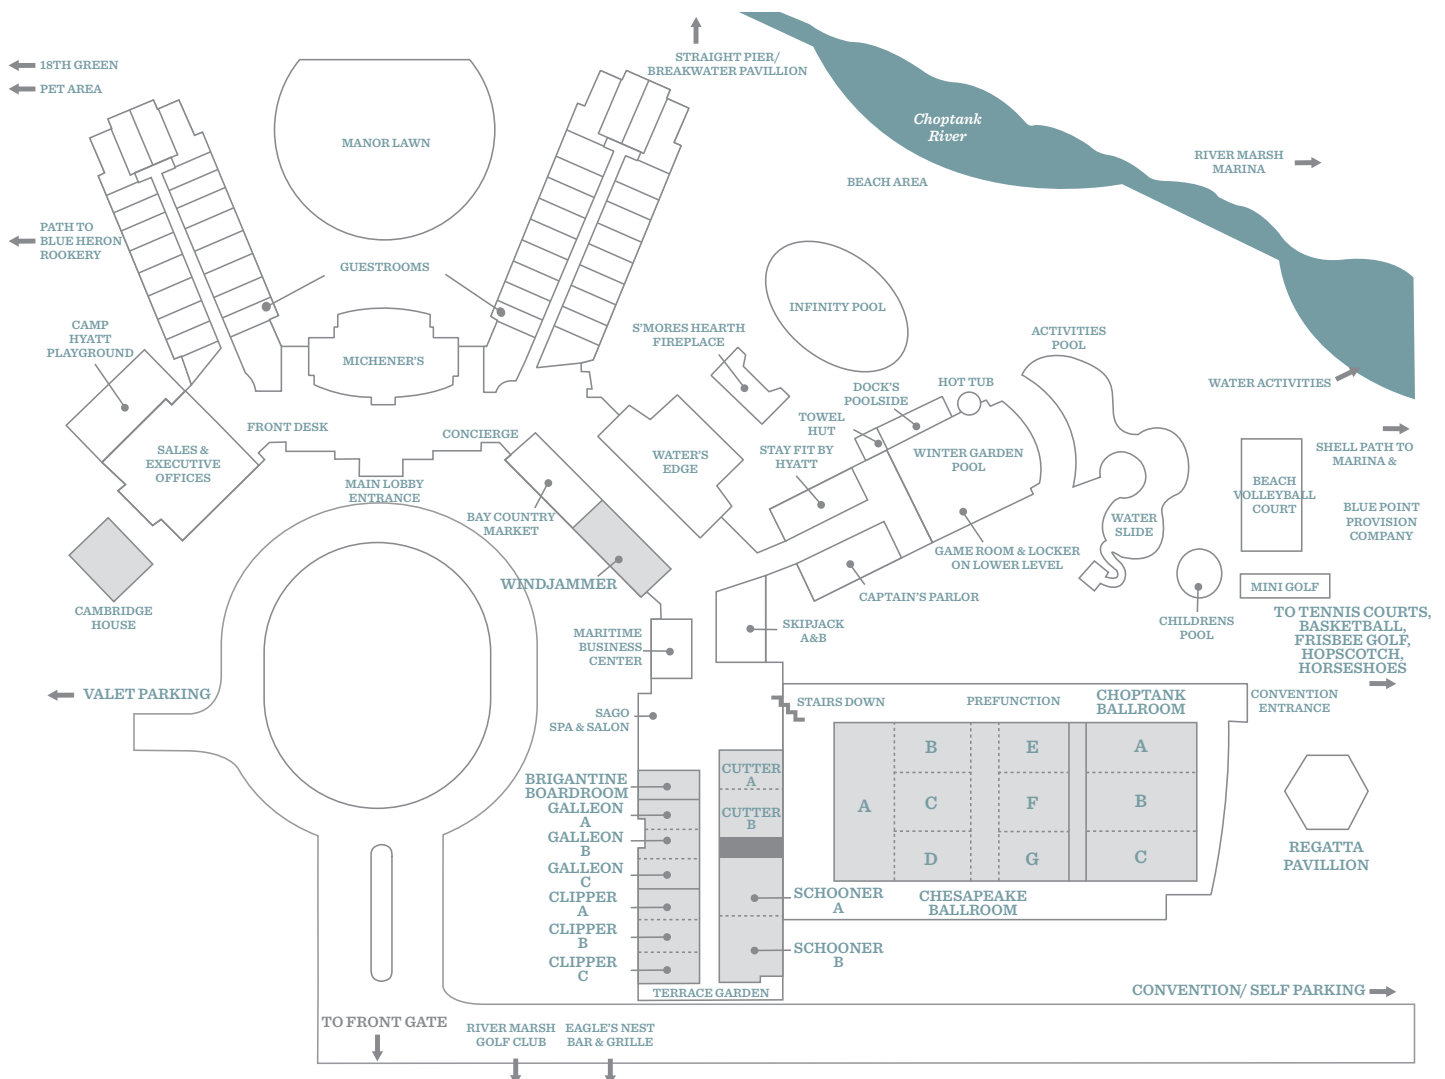 STRAIGHT PIER/
BREAKWATER PAVILLION
18TH GREEN
PET AREA
MANOR LAWN
Choptank
River
RIVER MARSH
MARINA
BEACH AREA
PATH TO
BLUE HERON
ROOKERY
GUESTROOMS
INFINITY POOL
CAMP
HYATT
PLAYGROUND
MICHENER'S
S'MORES HEARTH
FIREPLACE
ACTIVITIES
POOL
WATER ACTIVITIES
DOCK'S
POOLSIDE
HOT TUB
TOWEL
HUT
FRONT DESK
CONCIERGE
SALES &
EXECUTIVE
OFFICES
WATER'S
EDGE
STAY FIT BY
HYATT
WINTER GARDEN
POOL
SHELL PATH TO
MARINA &
BEACH
VOLLEYBALL
COURT
MAIN LOBBY
ENTRANCE
BAY COUNTRY
MARKET
WATER
SLIDE
BLUE POINT
PROVISION
COMPANY
GAME ROOM & LOCKER
ON LOWER LEVEL
WINDJAMMER
CAPTAIN'S PARLOR
MINI GOLF
CAMBRIDGE
HOUSE
CHILDRENS
POOL
TO TENNIS COURTS,
BASKETBALL,
FRISBEE GOLF,
HOPSCOTCH,
HORSESHOES
SKIPJACK
A&B
MARITIME
BUSINESS
CENTER
VALET PARKING
SAGO
SPA & SALON
STAIRS DOWN
PREFUNCTION
CHOPTANK
BALLROOM
CONVENTION
ENTRANCE
B
E
A
A
C
F
B
D
G
C
CUTTER
A
CUTTER
B
BRIGANTINE
BOARDROOM
GALLEON
A
GALLEON
B
GALLEON
C
CLIPPER
A
CLIPPER
B
CLIPPER
C
SCHOONER
A
SCHOONER
B
CHESAPEAKE
BALLROOM
REGATTA
PAVILLION
TERRACE GARDEN
CONVENTION/ SELF PARKING
TO FRONT GATE
RIVER MARSH
GOLF CLUB
EAGLE'S NEST
BAR & GRILLE